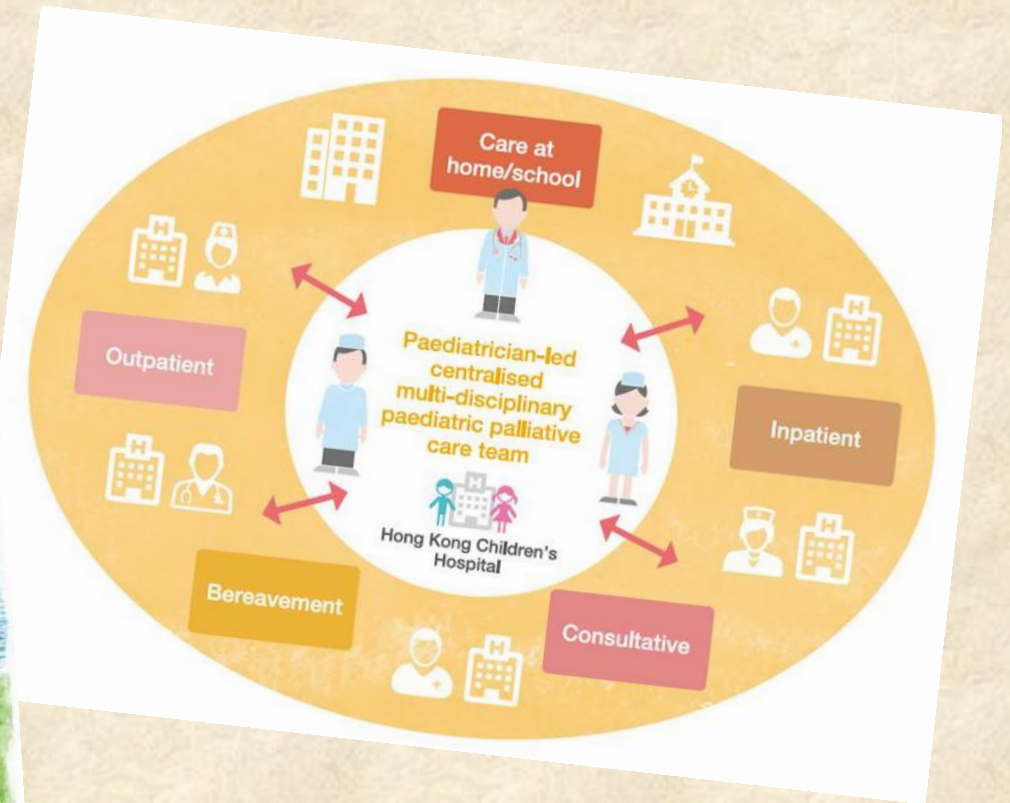 Care at
home/school
Outpatient
Paediatrician-led
centralised
multi-disciplinary
paediatric palliative
care team
Inpatient
Hong Kong Children's
Hospital
Bereavement
Consultative